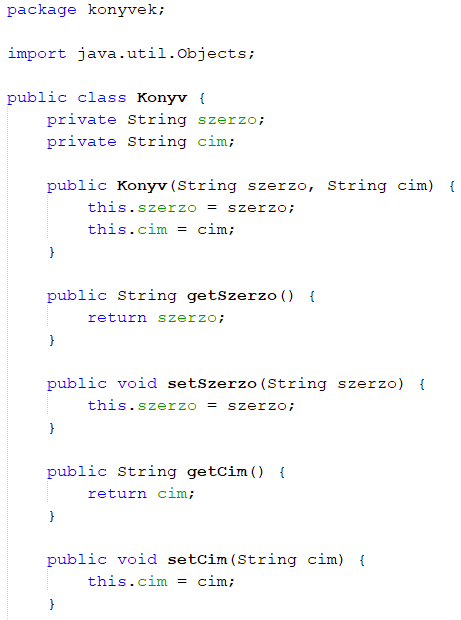 package konyvek;
import java.util.Objects;
public class Konyv {
private String szerzo;
private String cim;
public Konyv(String szerzo, String cim) {
this.szerzo = szerzo;
this.cim = cim;
}
public String getSzerzo() {
return szerzo;
}
public void setSzerzo(String szerzo) {
this.szerzo = szerzo;
}
public String getCim() {
return cim;
}
public void setCim(String cim) {
this.cim = cim;
}